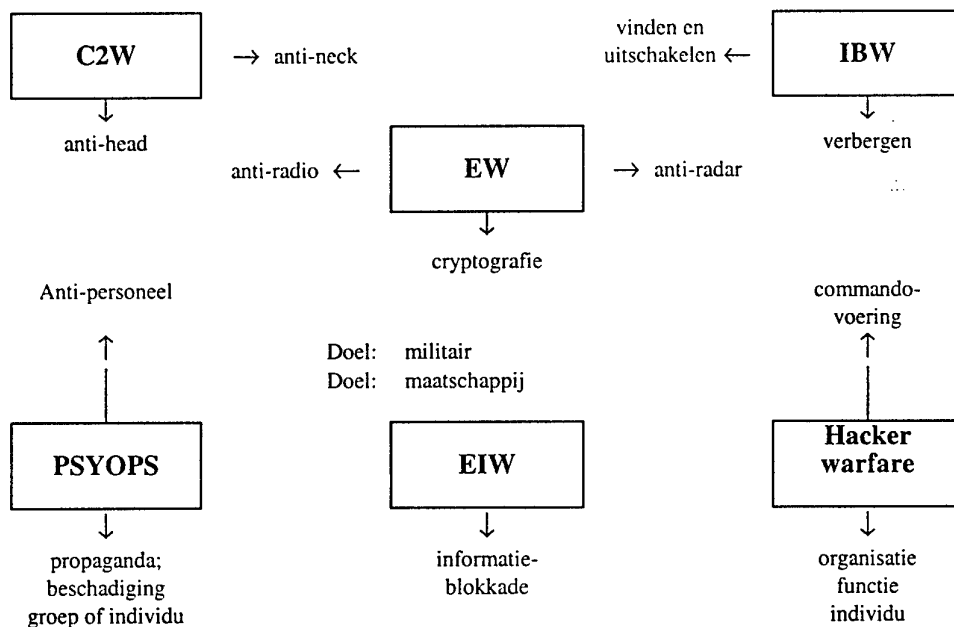 C2W
→ anti-neck
↓
anti-head
vinden en
uitschakelen ←
IBW
↓
verbergen
anti-radio ←
EW
→ anti-radar
↓
cryptografie
Anti-personeel
↑
commando-
voering
↑
Doel: militair
Doel: maatschappij
PSYOPS
↓
propaganda;
beschadiging
groep of individu
EIW
↓
informatie-
blokkade
Hacker
warfare
↓
organisatie
functie
individu